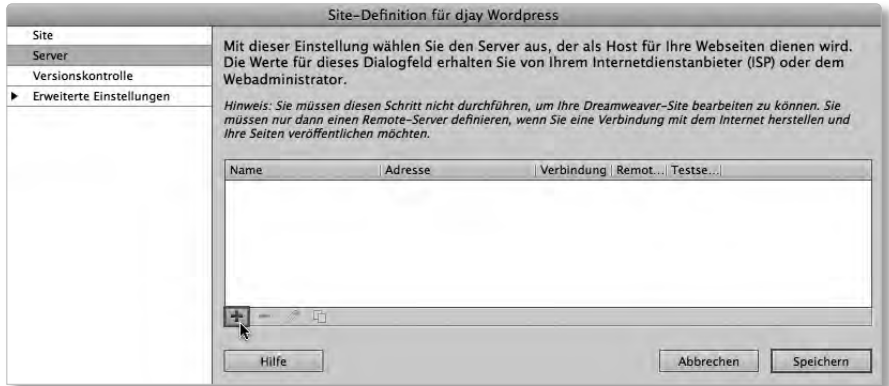 Site-Definition für djay Wordpress
Site
Server
Versionskontrolle
Erweiterte Einstellungen
Mit dieser Einstellung wählen Sie den Server aus, der als Host für Ihre Webseiten dienen wird.
Die Werte für dieses Dialogfeld erhalten Sie von Ihrem Internetdienstanbieter (ISP) oder dem
Webadministrator.
Hinweis: Sie müssen diesen Schritt nicht durchführen, um Ihre Dreamweaver-Site bearbeiten zu können. Sie
müssen nur dann einen Remote-Server definieren, wenn Sie eine Verbindung mit dem Internet herstellen und
Ihre Seiten veröffentlichen möchten.
Name Adresse Verbindung Remot... Testse...
Hilfe Abbrechen Speichern